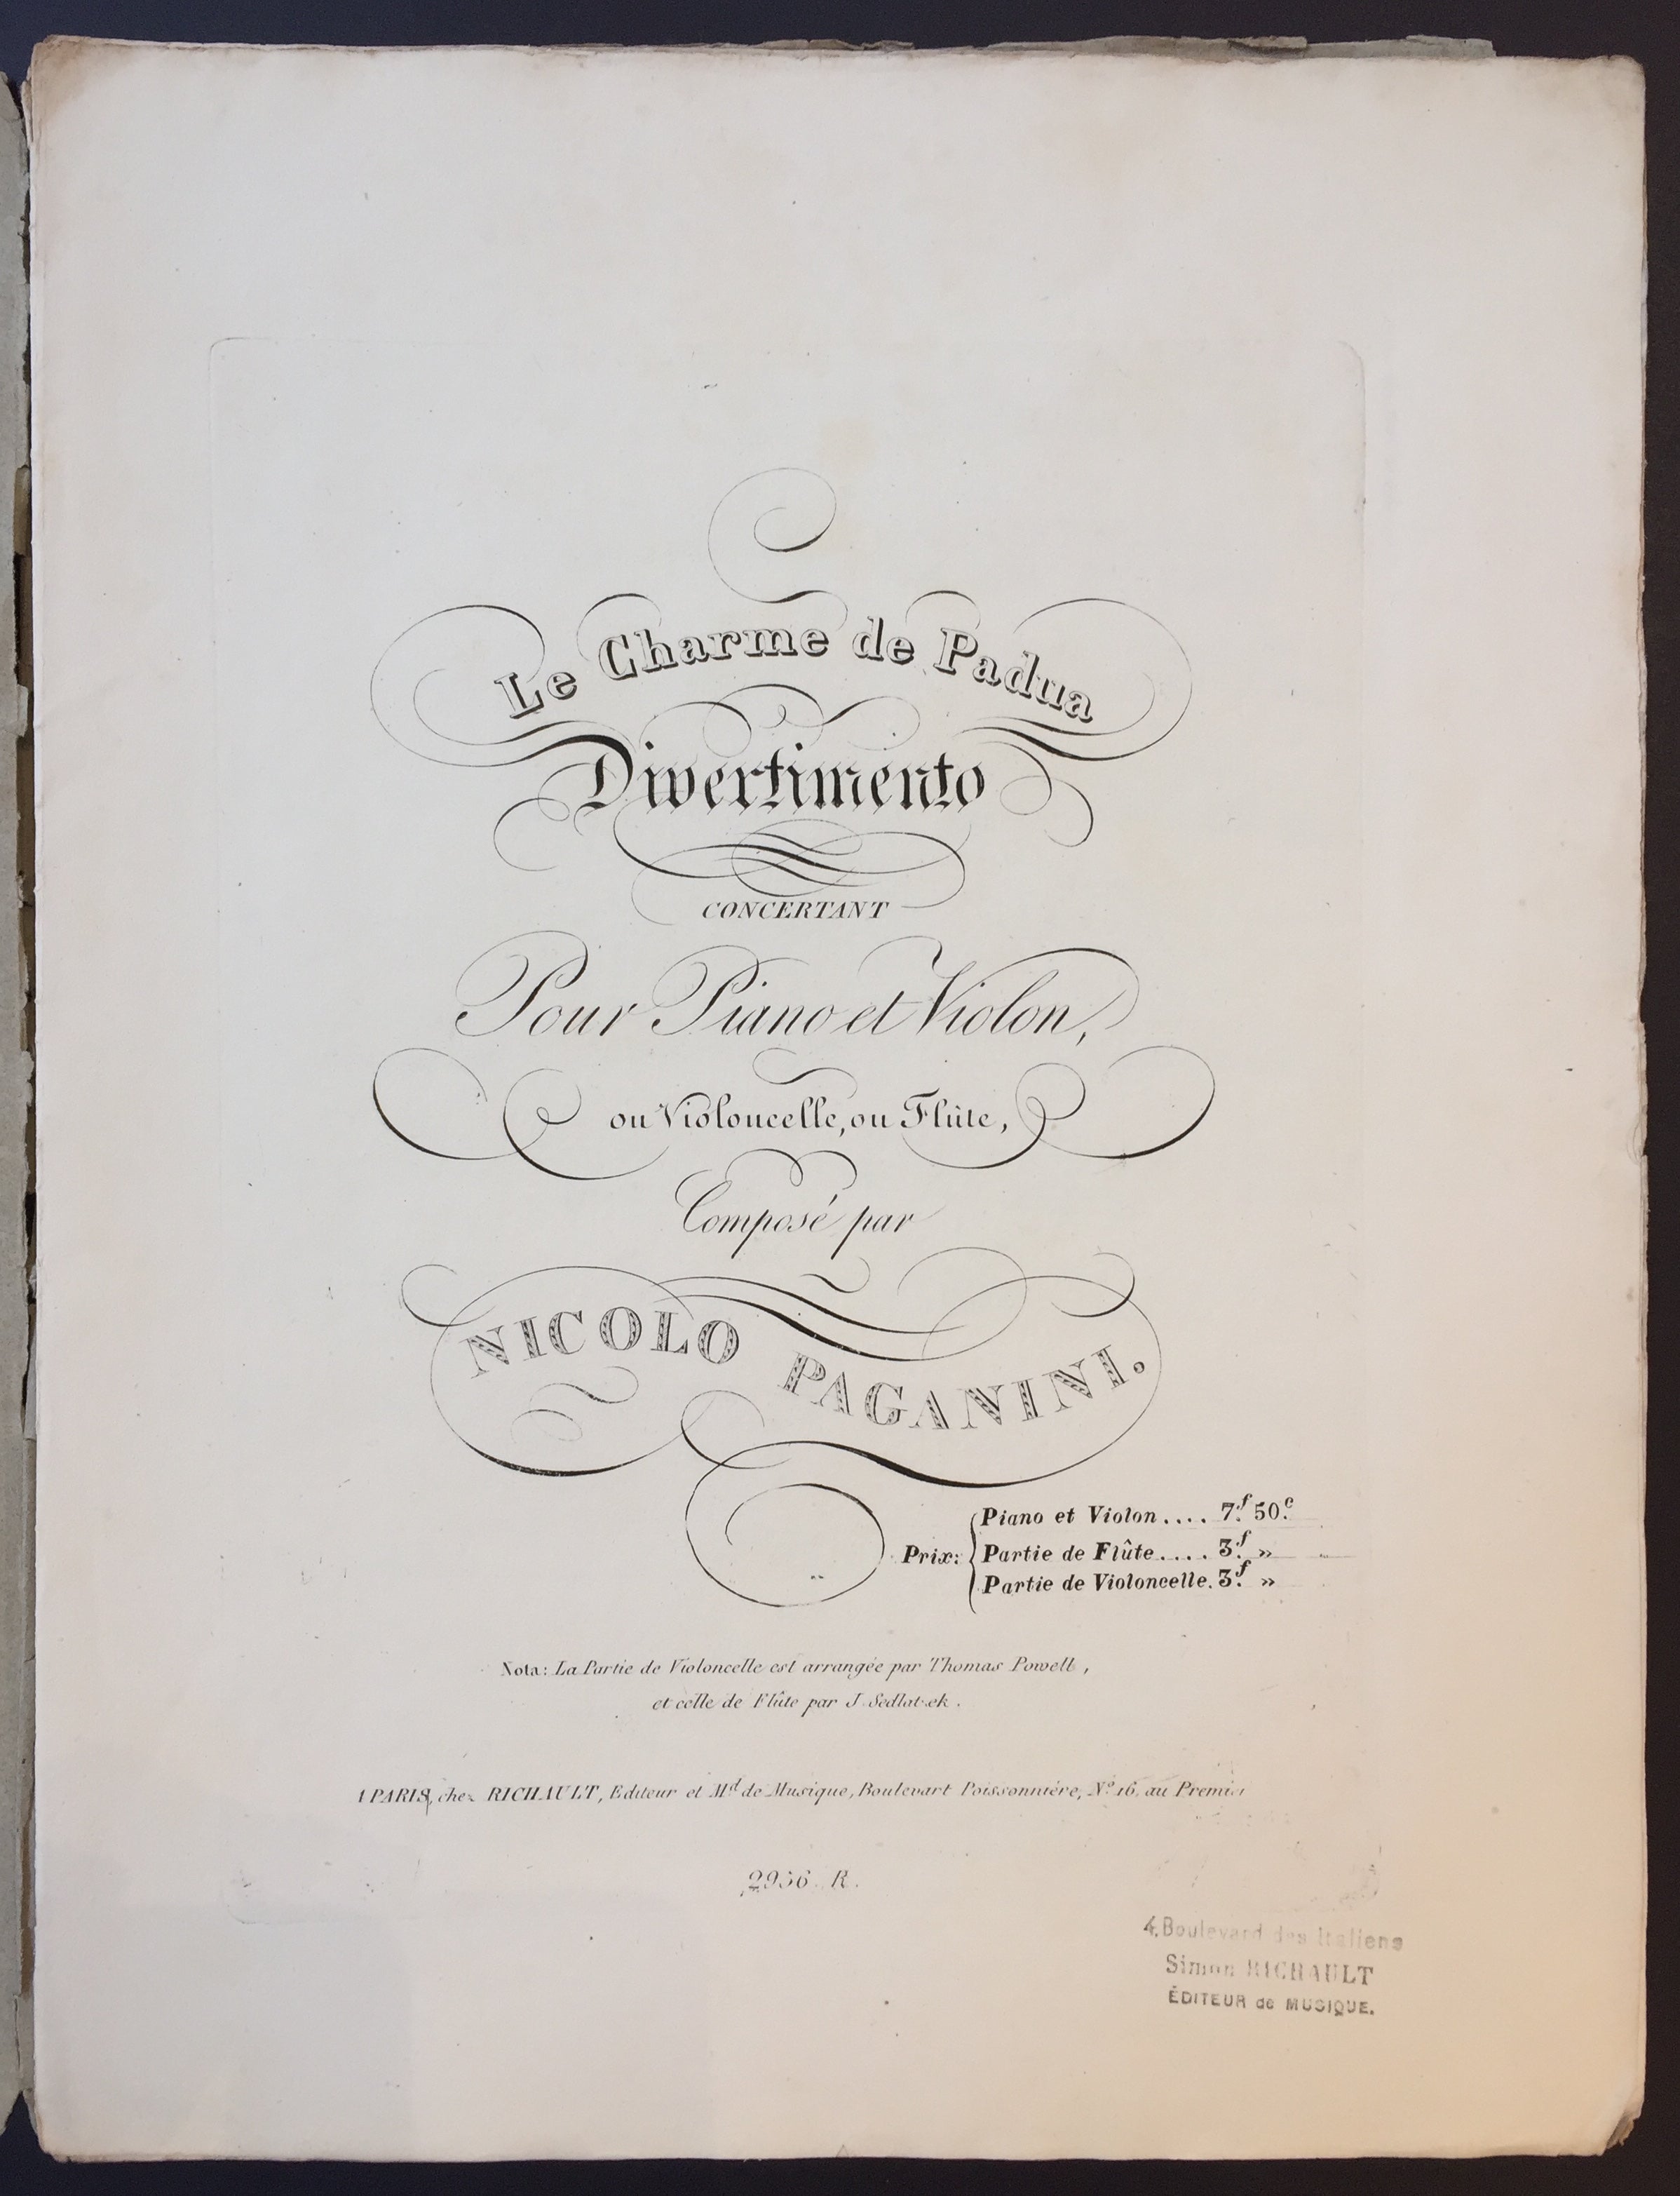 Le Charme de Padua
Divertimento
CONCERTANT
Pour Piano et Violon,
ou Violoncelle, ou Flûte,
Composé par
NICOLO PAGANINI.
Piano et Violon.... 7.f 50.c
Prix: Partie de Flûte.... 3.f »
Partie de Violoncelle. 3.f »
Nota: La Partie de Violoncelle est arrangée par Thomas Powell,
et celle de Flûte par J. Sedlatzek.
A PARIS, chez RICHAULT, Editeur et Md de Musique, Boulevart Poissonnière, No. 16. au Premier
2956. R.
4, Boulevard des Italiens
Simon RICHAULT
ÉDITEUR de MUSIQUE.